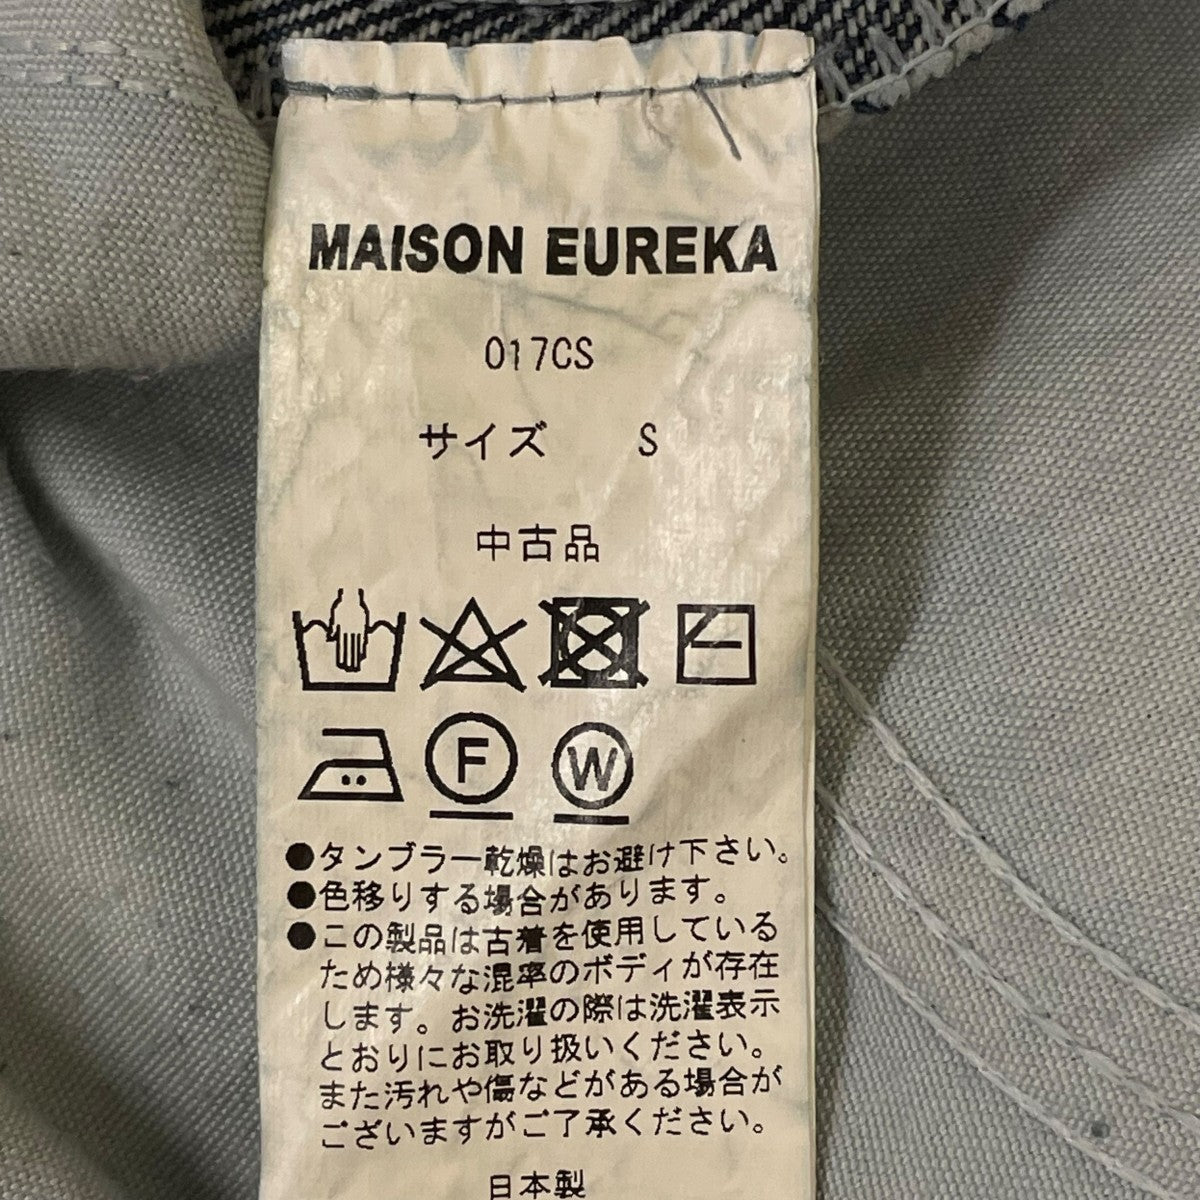 MAISON EUREKA
017CS
サイズ S
中古品
F W
●タンブラー乾燥はお避け下さい。
●色移りする場合があります。
●この製品は古着を使用している
ため様々な混率のボディが存在
します。お洗濯の際は洗濯表示
とおりにお取り扱いください。
また汚れや傷などがある場合が
ございますがご了承ください。
日本製